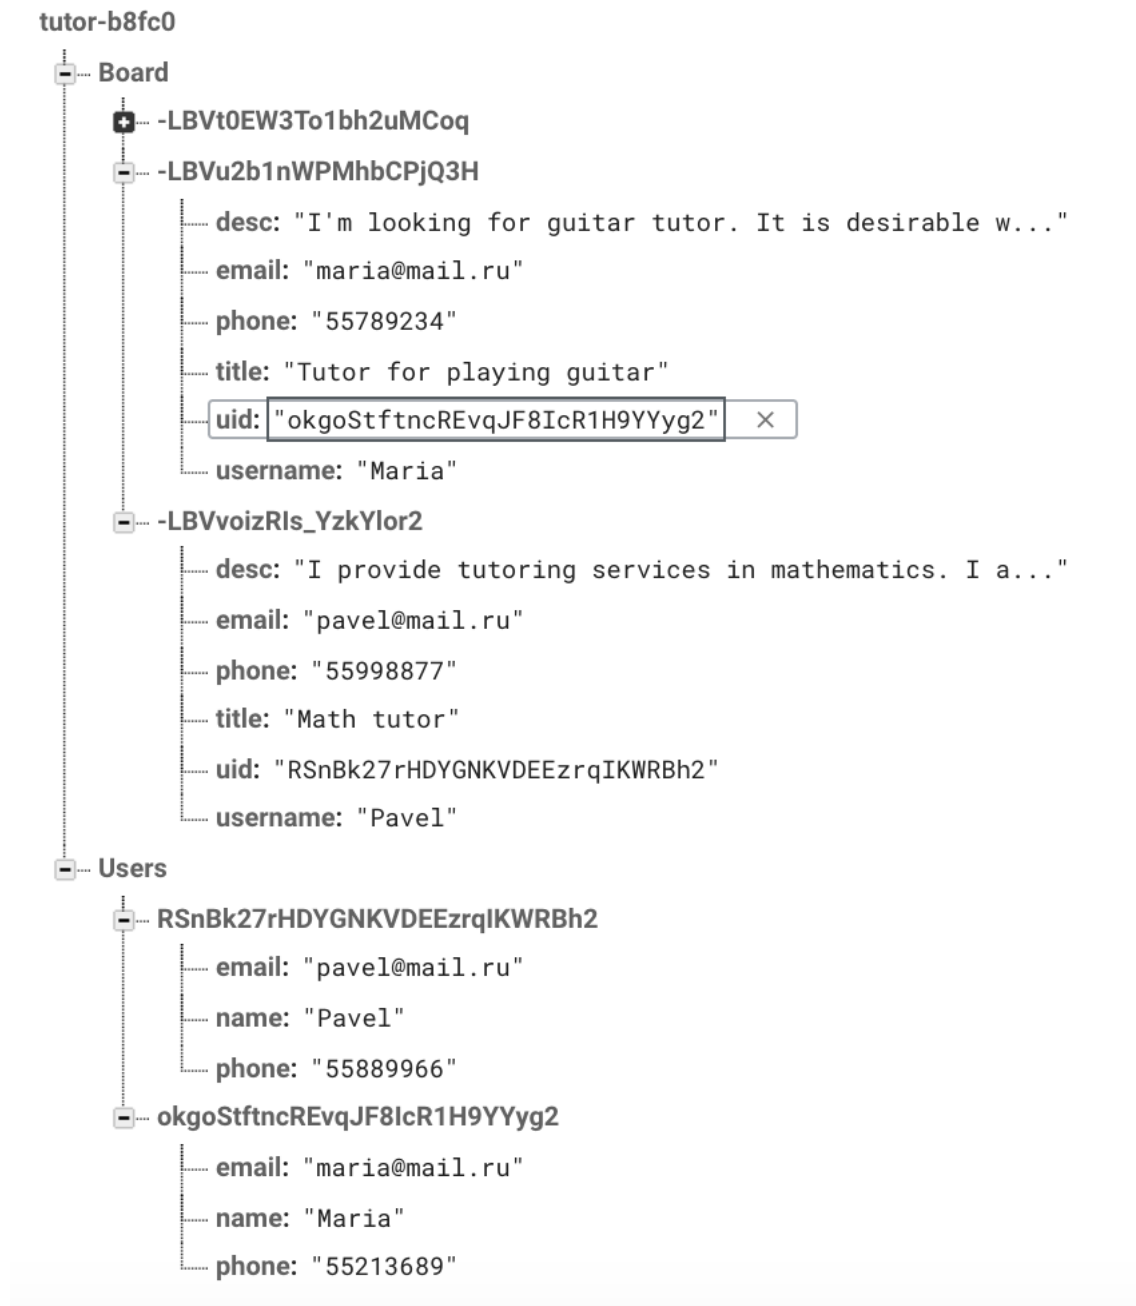 tutor-b8fc0
Board
-LBVt0EW3To1bh2uMCoq
-LBVu2b1nWPMhbCPjQ3H
desc: "I'm looking for guitar tutor. It is desirable w..."
email: "maria@mail.ru"
phone: "55789234"
title: "Tutor for playing guitar"
uid: "okgoStftncREvqJF8IcR1H9YYyg2" ×
username: "Maria"
-LBVvoizRIs_YzkYlor2
desc: "I provide tutoring services in mathematics. I a..."
email: "pavel@mail.ru"
phone: "55998877"
title: "Math tutor"
uid: "RSnBk27rHDYGNKVDEEzrqIKWRBh2"
username: "Pavel"
Users
RSnBk27rHDYGNKVDEEzrqIKWRBh2
email: "pavel@mail.ru"
name: "Pavel"
phone: "55889966"
okgoStftncREvqJF8IcR1H9YYyg2
email: "maria@mail.ru"
name: "Maria"
phone: "55213689"